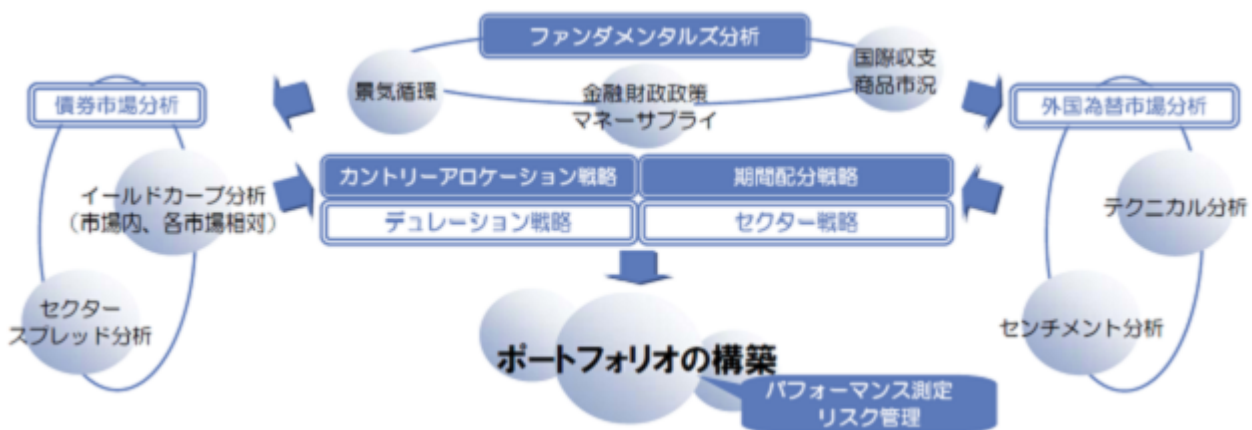 ファンダメンタルズ分析
景気循環
金融財政政策
マネーサプライ
国際収支
商品市況
債券市場分析
イールドカーブ分析
（市場内、各市場相対）
セクター
スプレッド分析
外国為替市場分析
テクニカル分析
センチメント分析
カントリーアロケーション戦略
期間配分戦略
デュレーション戦略
セクター戦略
ポートフォリオの構築
パフォーマンス測定
リスク管理